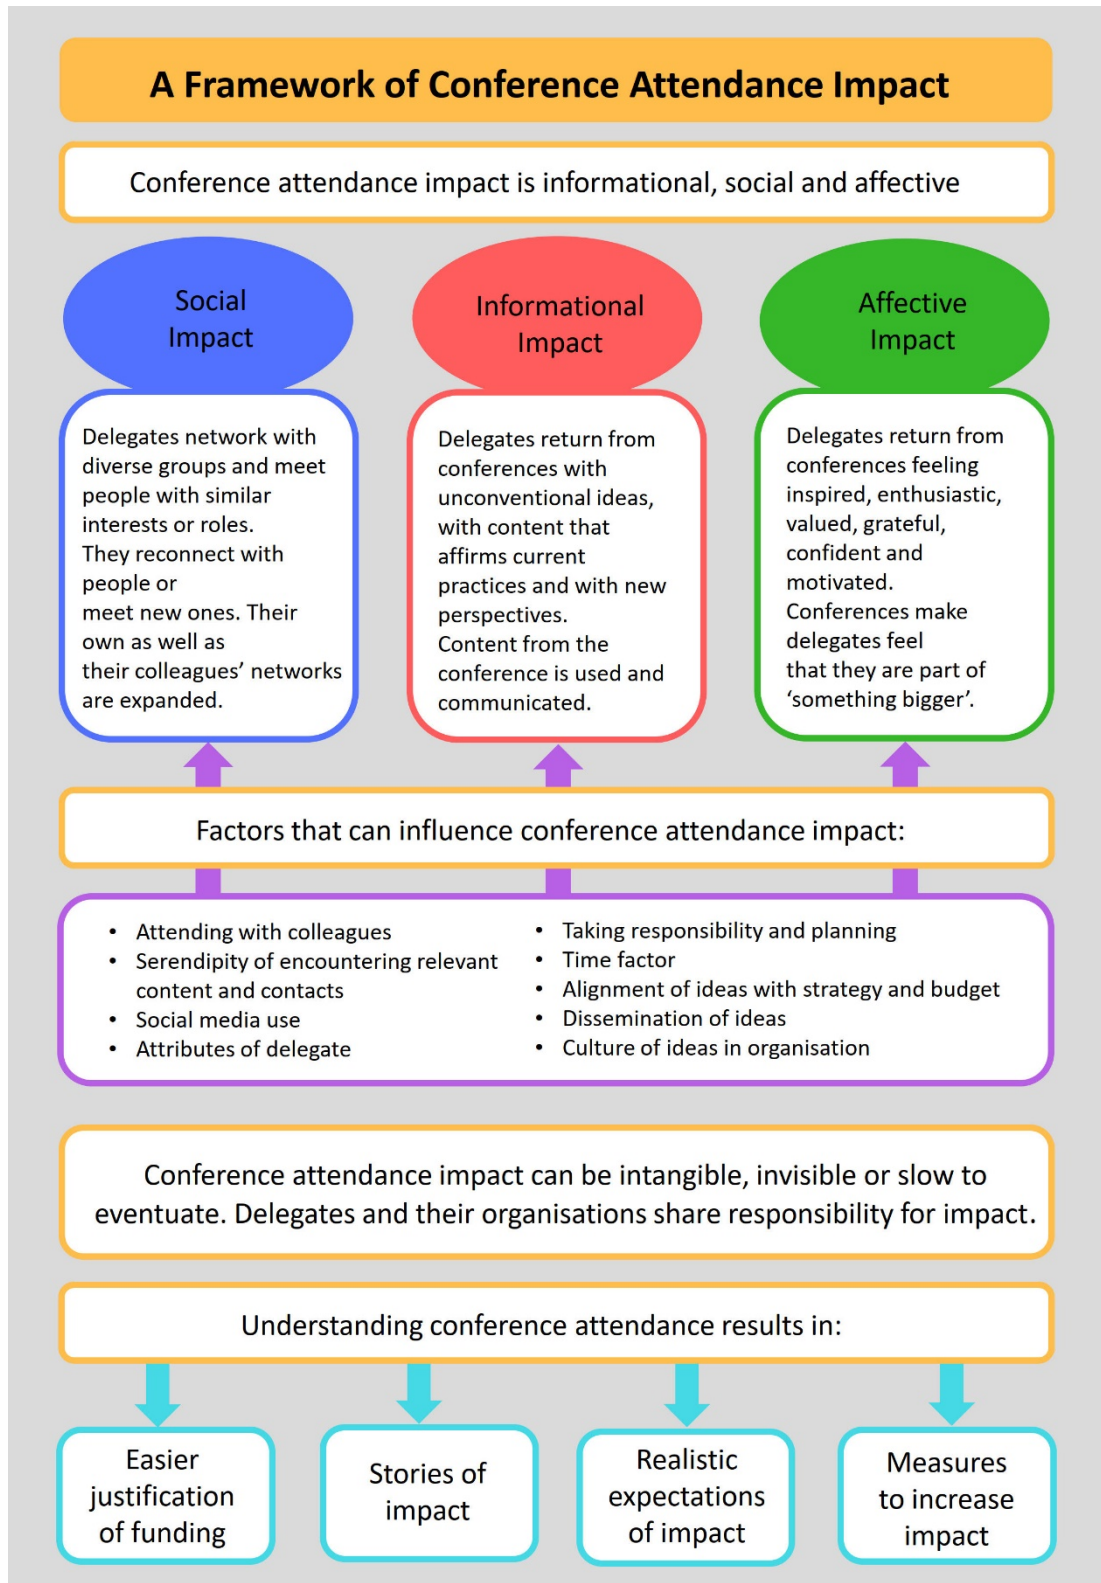 A Framework of Conference Attendance Impact
Conference attendance impact is informational, social and affective
Social
Impact
Delegates network with
diverse groups and meet
people with similar
interests or roles.
They reconnect with
people or
meet new ones. Their
own as well as
their colleagues’ networks
are expanded.
Informational
Impact
Delegates return from
conferences with
unconventional ideas,
with content that
affirms current
practices and with new
perspectives.
Content from the
conference is used and
communicated.
Affective
Impact
Delegates return from
conferences feeling
inspired, enthusiastic,
valued, grateful,
confident and
motivated.
Conferences make
delegates feel
that they are part of
‘something bigger’.
Factors that can influence conference attendance impact:
• Attending with colleagues
• Serendipity of encountering relevant
content and contacts
• Social media use
• Attributes of delegate
• Taking responsibility and planning
• Time factor
• Alignment of ideas with strategy and budget
• Dissemination of ideas
• Culture of ideas in organisation
Conference attendance impact can be intangible, invisible or slow to
eventuate. Delegates and their organisations share responsibility for impact.
Understanding conference attendance results in:
Easier
justification
of funding
Stories of
impact
Realistic
expectations
of impact
Measures
to increase
impact